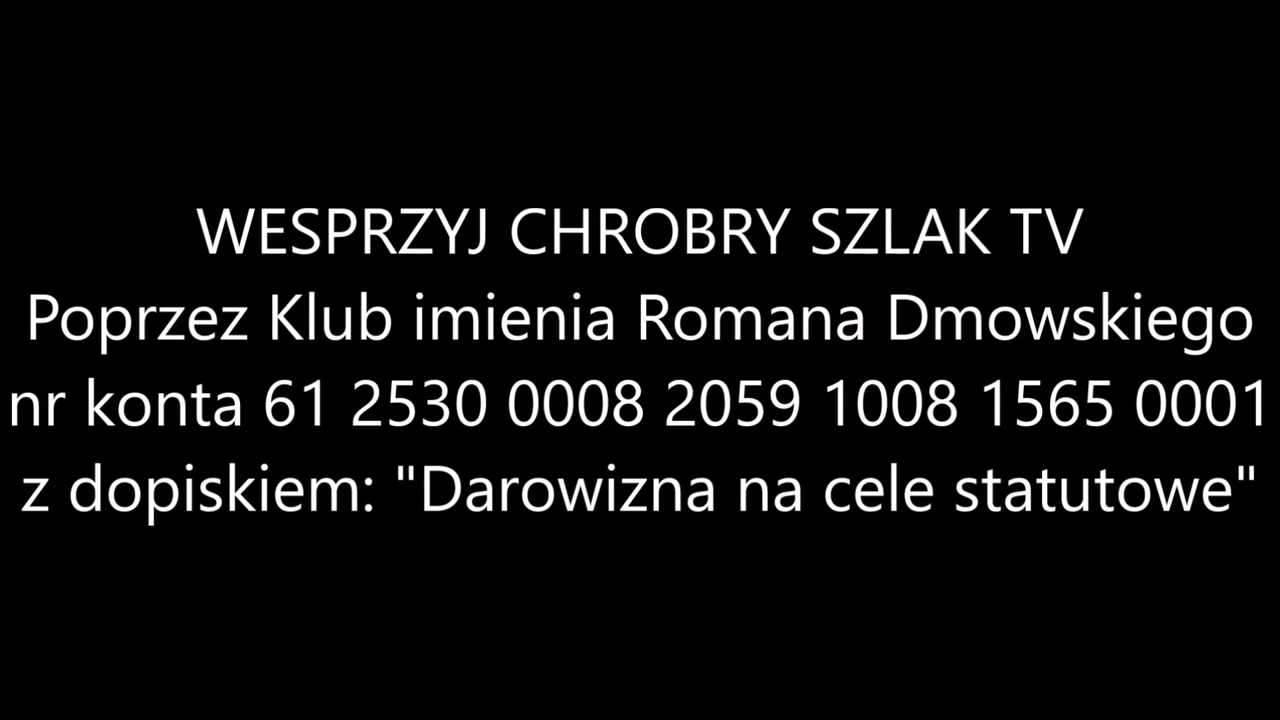 WESPRZYJ CHROBRY SZLAK TV
Poprzez Klub imienia Romana Dmowskiego
nr konta 61 2530 0008 2059 1008 1565 0001
z dopiskiem: "Darowizna na cele statutowe"